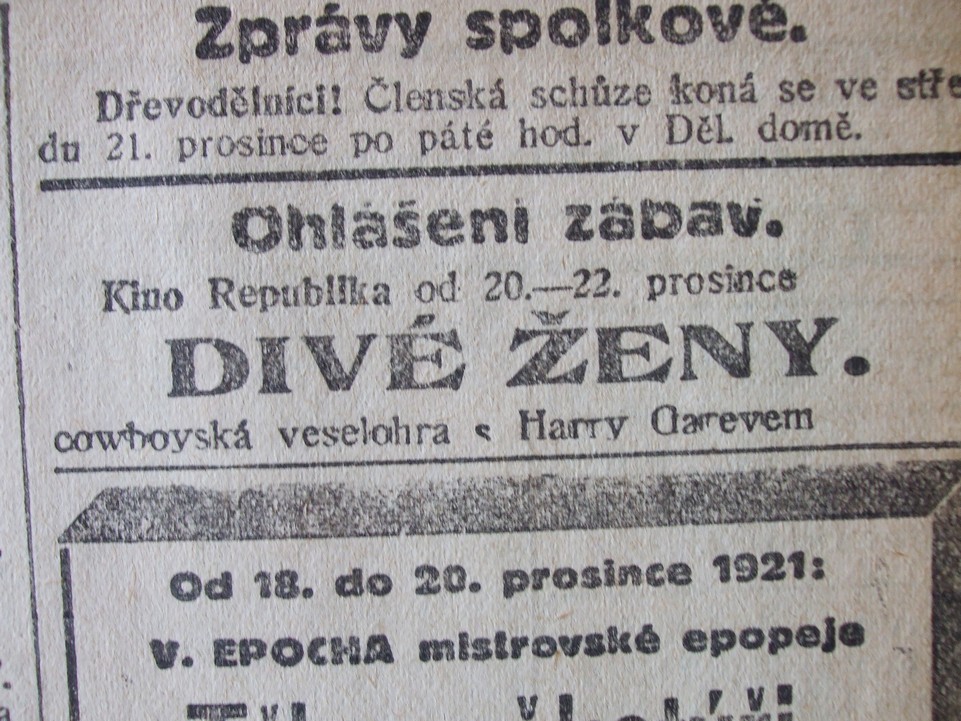 Zprávy spolkové.
Dřevodělníci! Členská schůze koná se ve stře
du 21. prosince po páté hod. v Děl. domě.
Ohlášení zábav.
Kino Republika od 20.—22. prosince
DIVÉ ŽENY.
cowboyská veselohra s Harry Garevem
Od 18. do 20. prosince 1921:
V. EPOCHA mistrovské epopeje